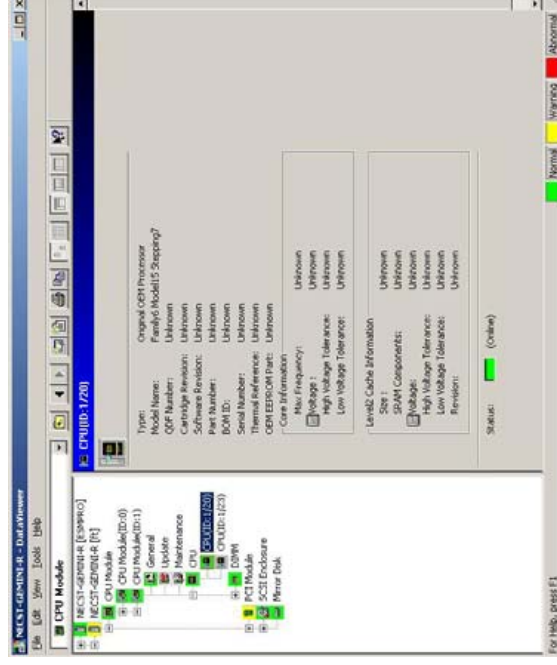 NECST-GEMINI-R - DataViewer
File Edit View Tools Help
CPU Module
NECST-GEMINI-R [ESMPRO]
NECST-GEMINI-R [ft]
CPU Module
CPU Module(ID:0)
CPU Module(ID:1)
General
Update
Maintenance
CPU
CPU(ID:1/20)
CPU(ID:1/23)
DIMM
PCI Module
SCSI Enclosure
Mirror Disk
CPU(ID:1/20)
Type: Original OEM Processor
Model Name: Family6 Model15 Stepping7
QDF Number: Unknown
Cartridge Revision: Unknown
Software Revision: Unknown
Part Number: Unknown
BOM ID: Unknown
Serial Number: Unknown
Thermal Reference: Unknown
OEM EEPROM Part: Unknown
Core Information
Max Frequency: Unknown
Voltage : Unknown
High Voltage Tolerance: Unknown
Low Voltage Tolerance: Unknown
Level2 Cache Information
Size : Unknown
SRAM Components: Unknown
Voltage: Unknown
High Voltage Tolerance: Unknown
Low Voltage Tolerance: Unknown
Revision: Unknown
Status: (Online)
For Help, press F1
Normal Warning Abnormal